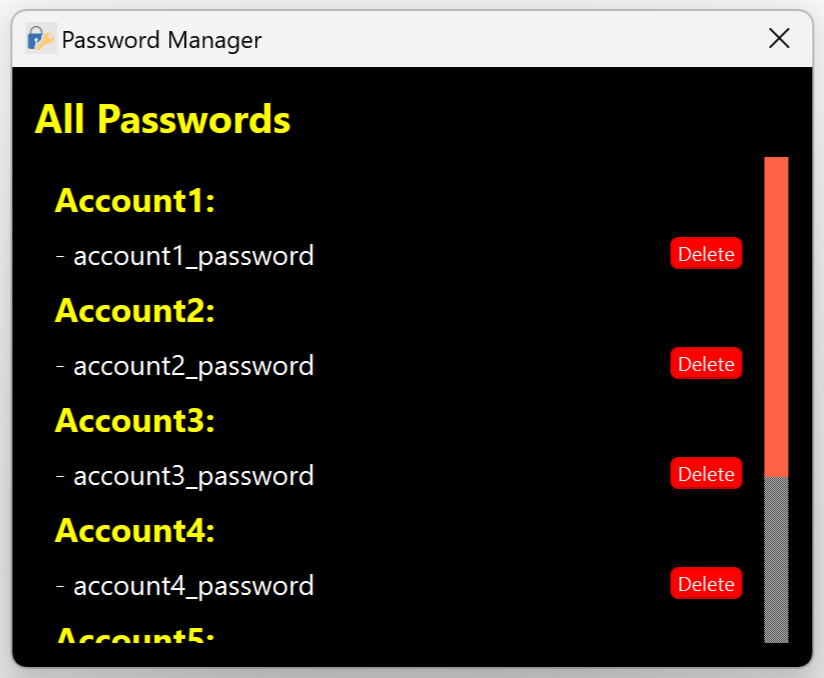 Password Manager
All Passwords
Account1:
- account1_password Delete
Account2:
- account2_password Delete
Account3:
- account3_password Delete
Account4:
- account4_password Delete
Account5: